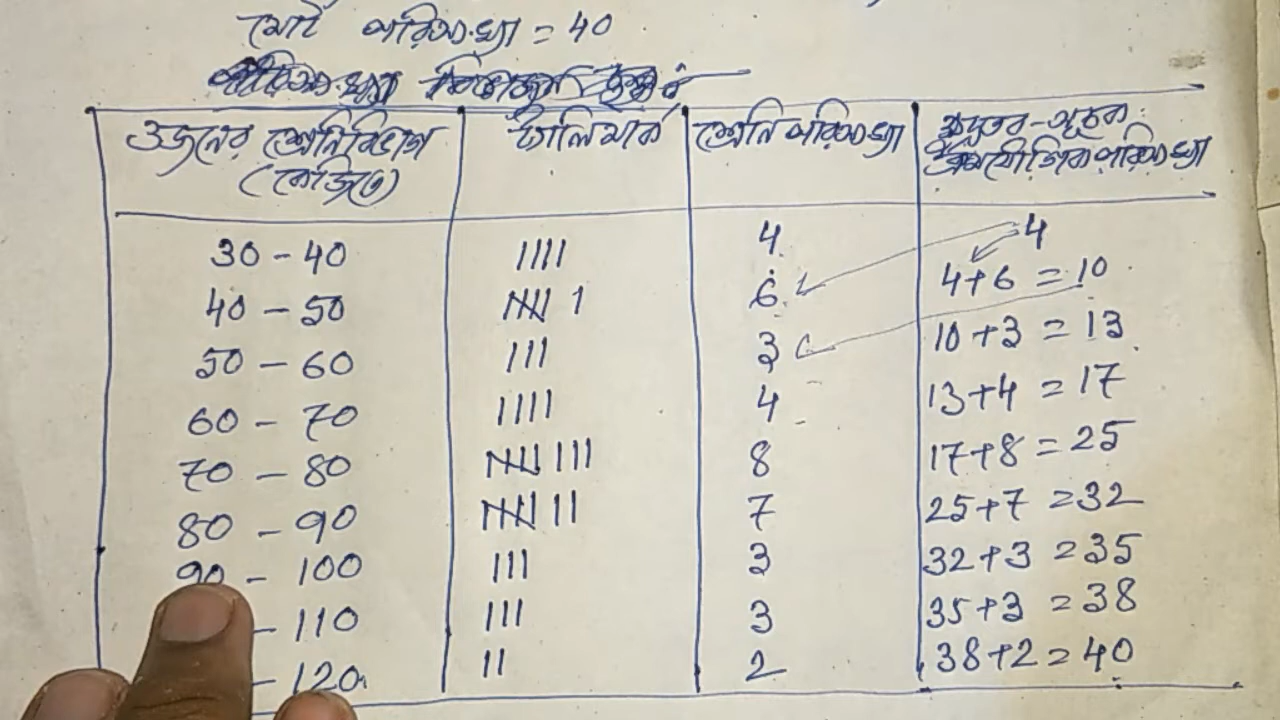 মোট পরিসংখ্যা = 40
ওজনের শ্রেনিবিভাগ টালিমার্ক শ্রেনি পরিসংখ্যা ক্ষুদ্রতর-সূচক
(কেজিতে) ক্রমযৌগিক পরিসংখ্যা
30 - 40 |||| 4 4
40 - 50 |||| 1 6 4+6 = 10
50 - 60 ||| 3 10+3 = 13
60 - 70 |||| 4 13+4 = 17
70 - 80 |||| ||| 8 17+8 = 25
80 - 90 |||| || 7 25+7 = 32
90 - 100 ||| 3 32+3 = 35
- 110 ||| 3 35+3 = 38
- 120 || 2 38+2 = 40